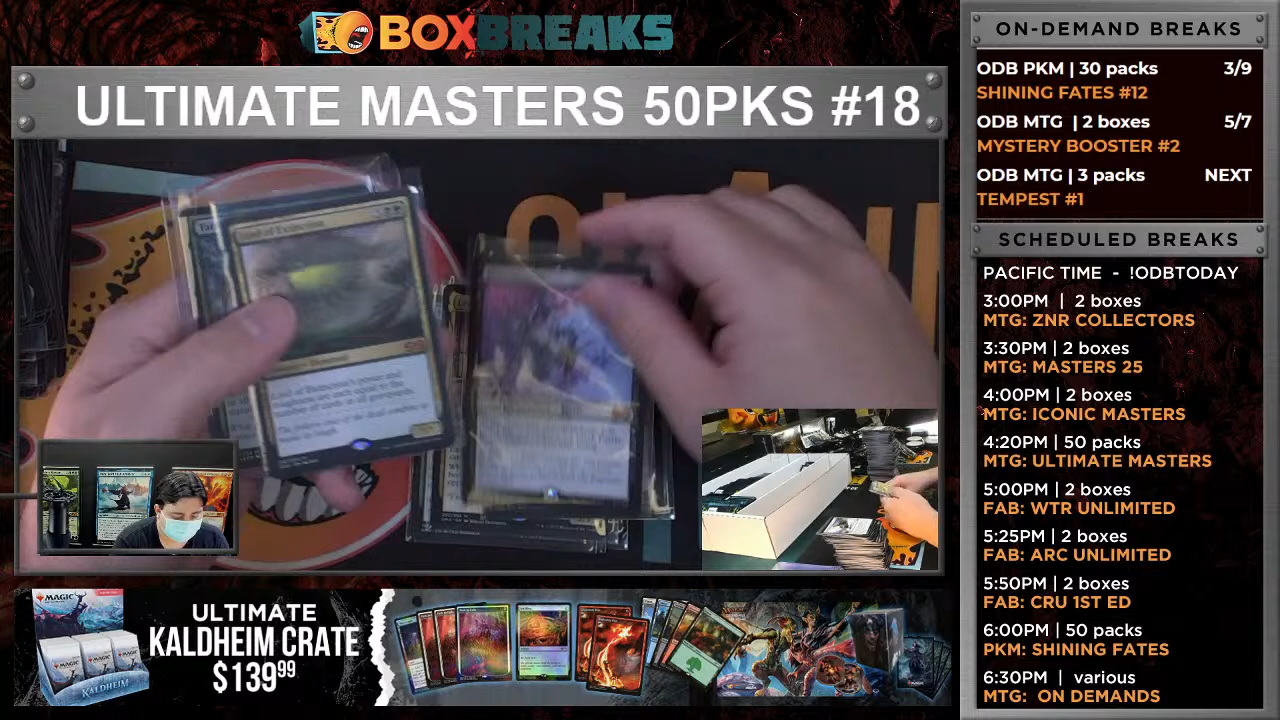 BOXBREAKS
ULTIMATE MASTERS 50PKS #18
ULTIMATE
KALDHEIM CRATE
$139.99
MAGIC
KALDHEIM
ON-DEMAND BREAKS
ODB PKM | 30 packs 3/9
SHINING FATES #12
ODB MTG | 2 boxes 5/7
MYSTERY BOOSTER #2
ODB MTG | 3 packs NEXT
TEMPEST #1
SCHEDULED BREAKS
PACIFIC TIME - !ODBTODAY
3:00PM | 2 boxes
MTG: ZNR COLLECTORS
3:30PM | 2 boxes
MTG: MASTERS 25
4:00PM | 2 boxes
MTG: ICONIC MASTERS
4:20PM | 50 packs
MTG: ULTIMATE MASTERS
5:00PM | 2 boxes
FAB: WTR UNLIMITED
5:25PM | 2 boxes
FAB: ARC UNLIMITED
5:50PM | 2 boxes
FAB: CRU 1ST ED
6:00PM | 50 packs
PKM: SHINING FATES
6:30PM | various
MTG: ON DEMANDS